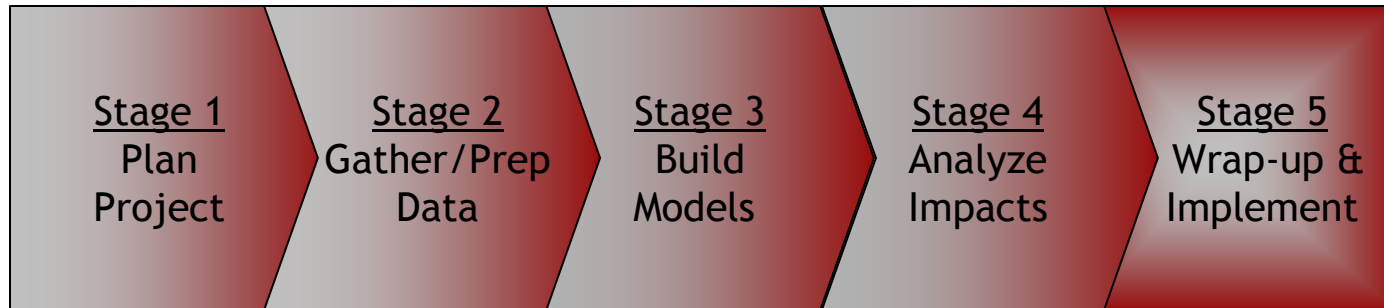 Stage 1
Plan
Project
Stage 2
Gather/Prep
Data
Stage 3
Build
Models
Stage 4
Analyze
Impacts
Stage 5
Wrap-up &
Implement